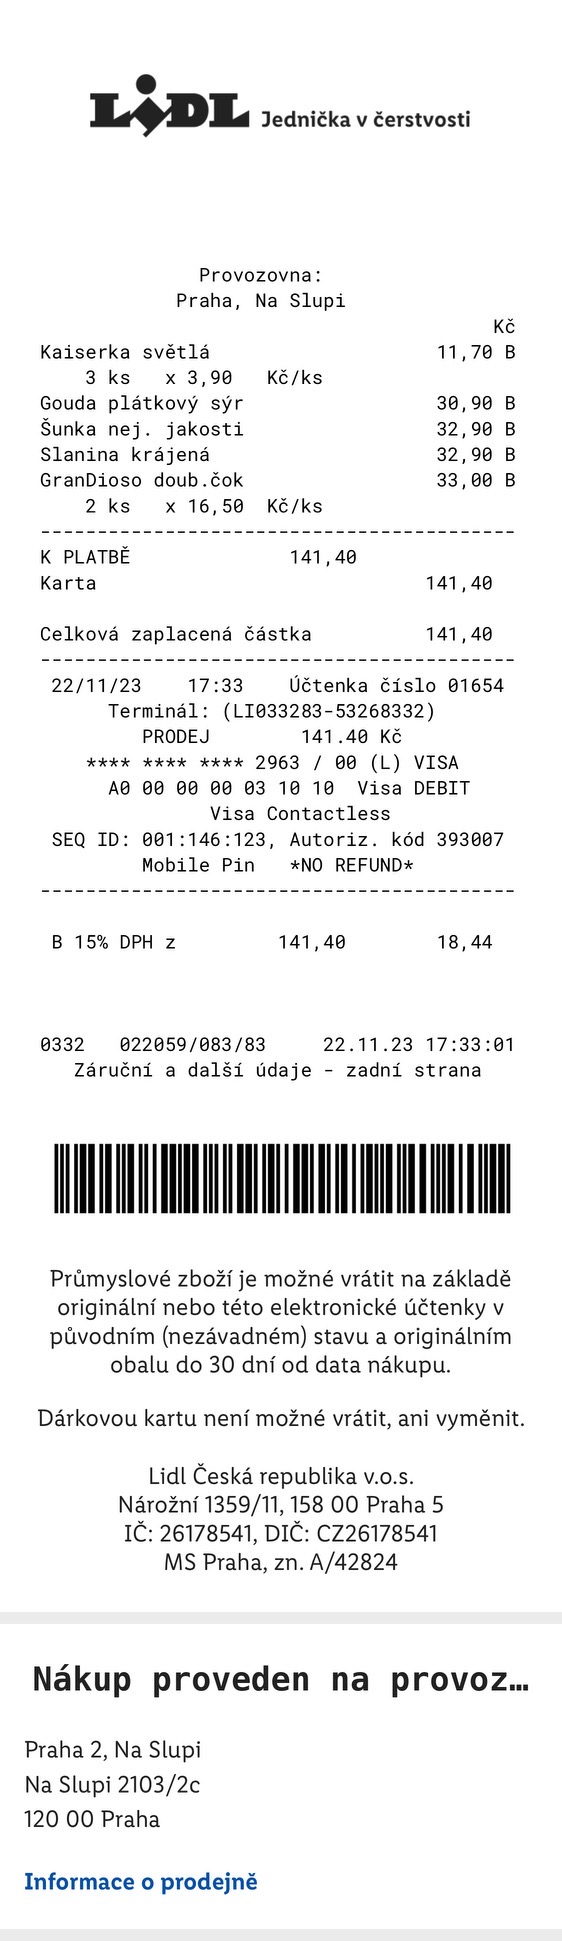 LiDL Jednička v čerstvosti
Provozovna:
Praha, Na Slupi
Kč
Kaiserka světlá 11,70 B
3 ks x 3,90 Kč/ks
Gouda plátkový sýr 30,90 B
Šunka nej. jakosti 32,90 B
Slanina krájená 32,90 B
GranDioso doub.čok 33,00 B
2 ks x 16,50 Kč/ks
------------------------------------------
K PLATBĚ 141,40
Karta 141,40
Celková zaplacená částka 141,40
------------------------------------------
22/11/23 17:33 Účtenka číslo 01654
Terminál: (LI033283-53268332)
PRODEJ 141.40 Kč
**** **** **** 2963 / 00 (L) VISA
A0 00 00 00 03 10 10 Visa DEBIT
Visa Contactless
SEQ ID: 001:146:123, Autoriz. kód 393007
Mobile Pin *NO REFUND*
------------------------------------------
B 15% DPH z 141,40 18,44
0332 022059/083/83 22.11.23 17:33:01
Záruční a další údaje - zadní strana
Průmyslové zboží je možné vrátit na základě
originální nebo této elektronické účtenky v
původním (nezávadném) stavu a originálním
obalu do 30 dní od data nákupu.
Dárkovou kartu není možné vrátit, ani vyměnit.
Lidl Česká republika v.o.s.
Nárožní 1359/11, 158 00 Praha 5
IČ: 26178541, DIČ: CZ26178541
MS Praha, zn. A/42824
Nákup proveden na provoz…
Praha 2, Na Slupi
Na Slupi 2103/2c
120 00 Praha
Informace o prodejně